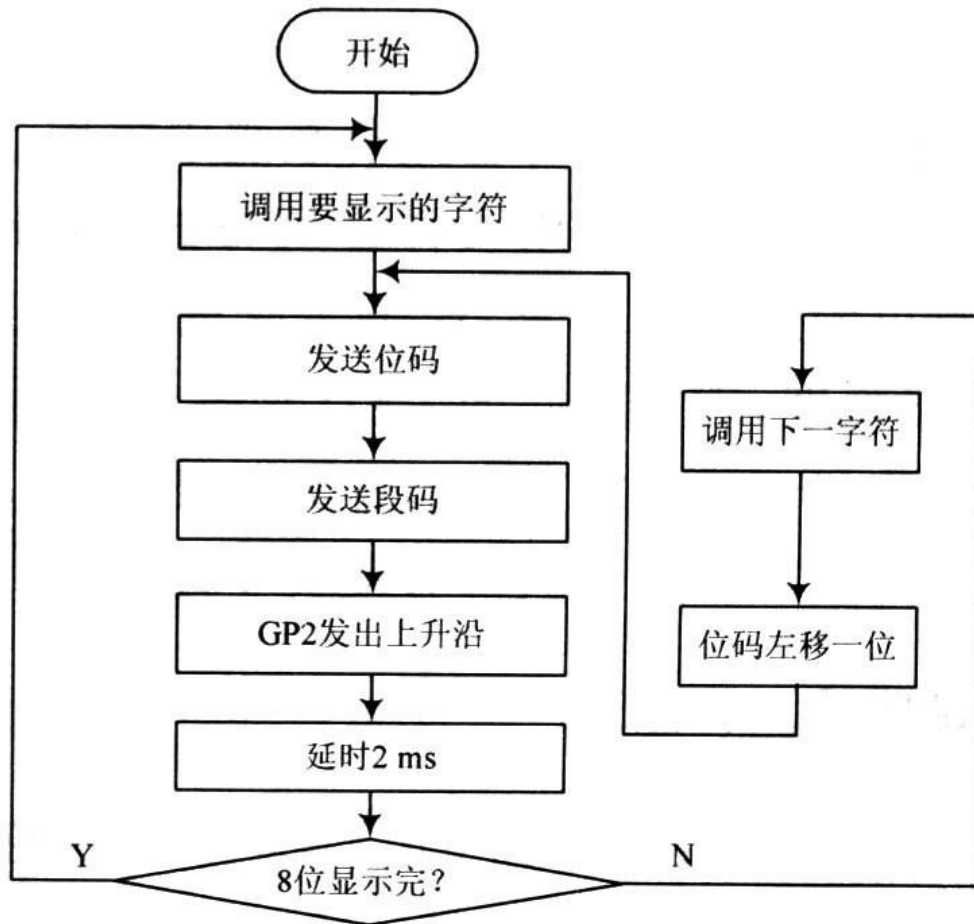 开始
调用要显示的字符
发送位码
发送段码
GP2发出上升沿
延时2 ms
8位显示完?
Y
N
调用下一字符
位码左移一位